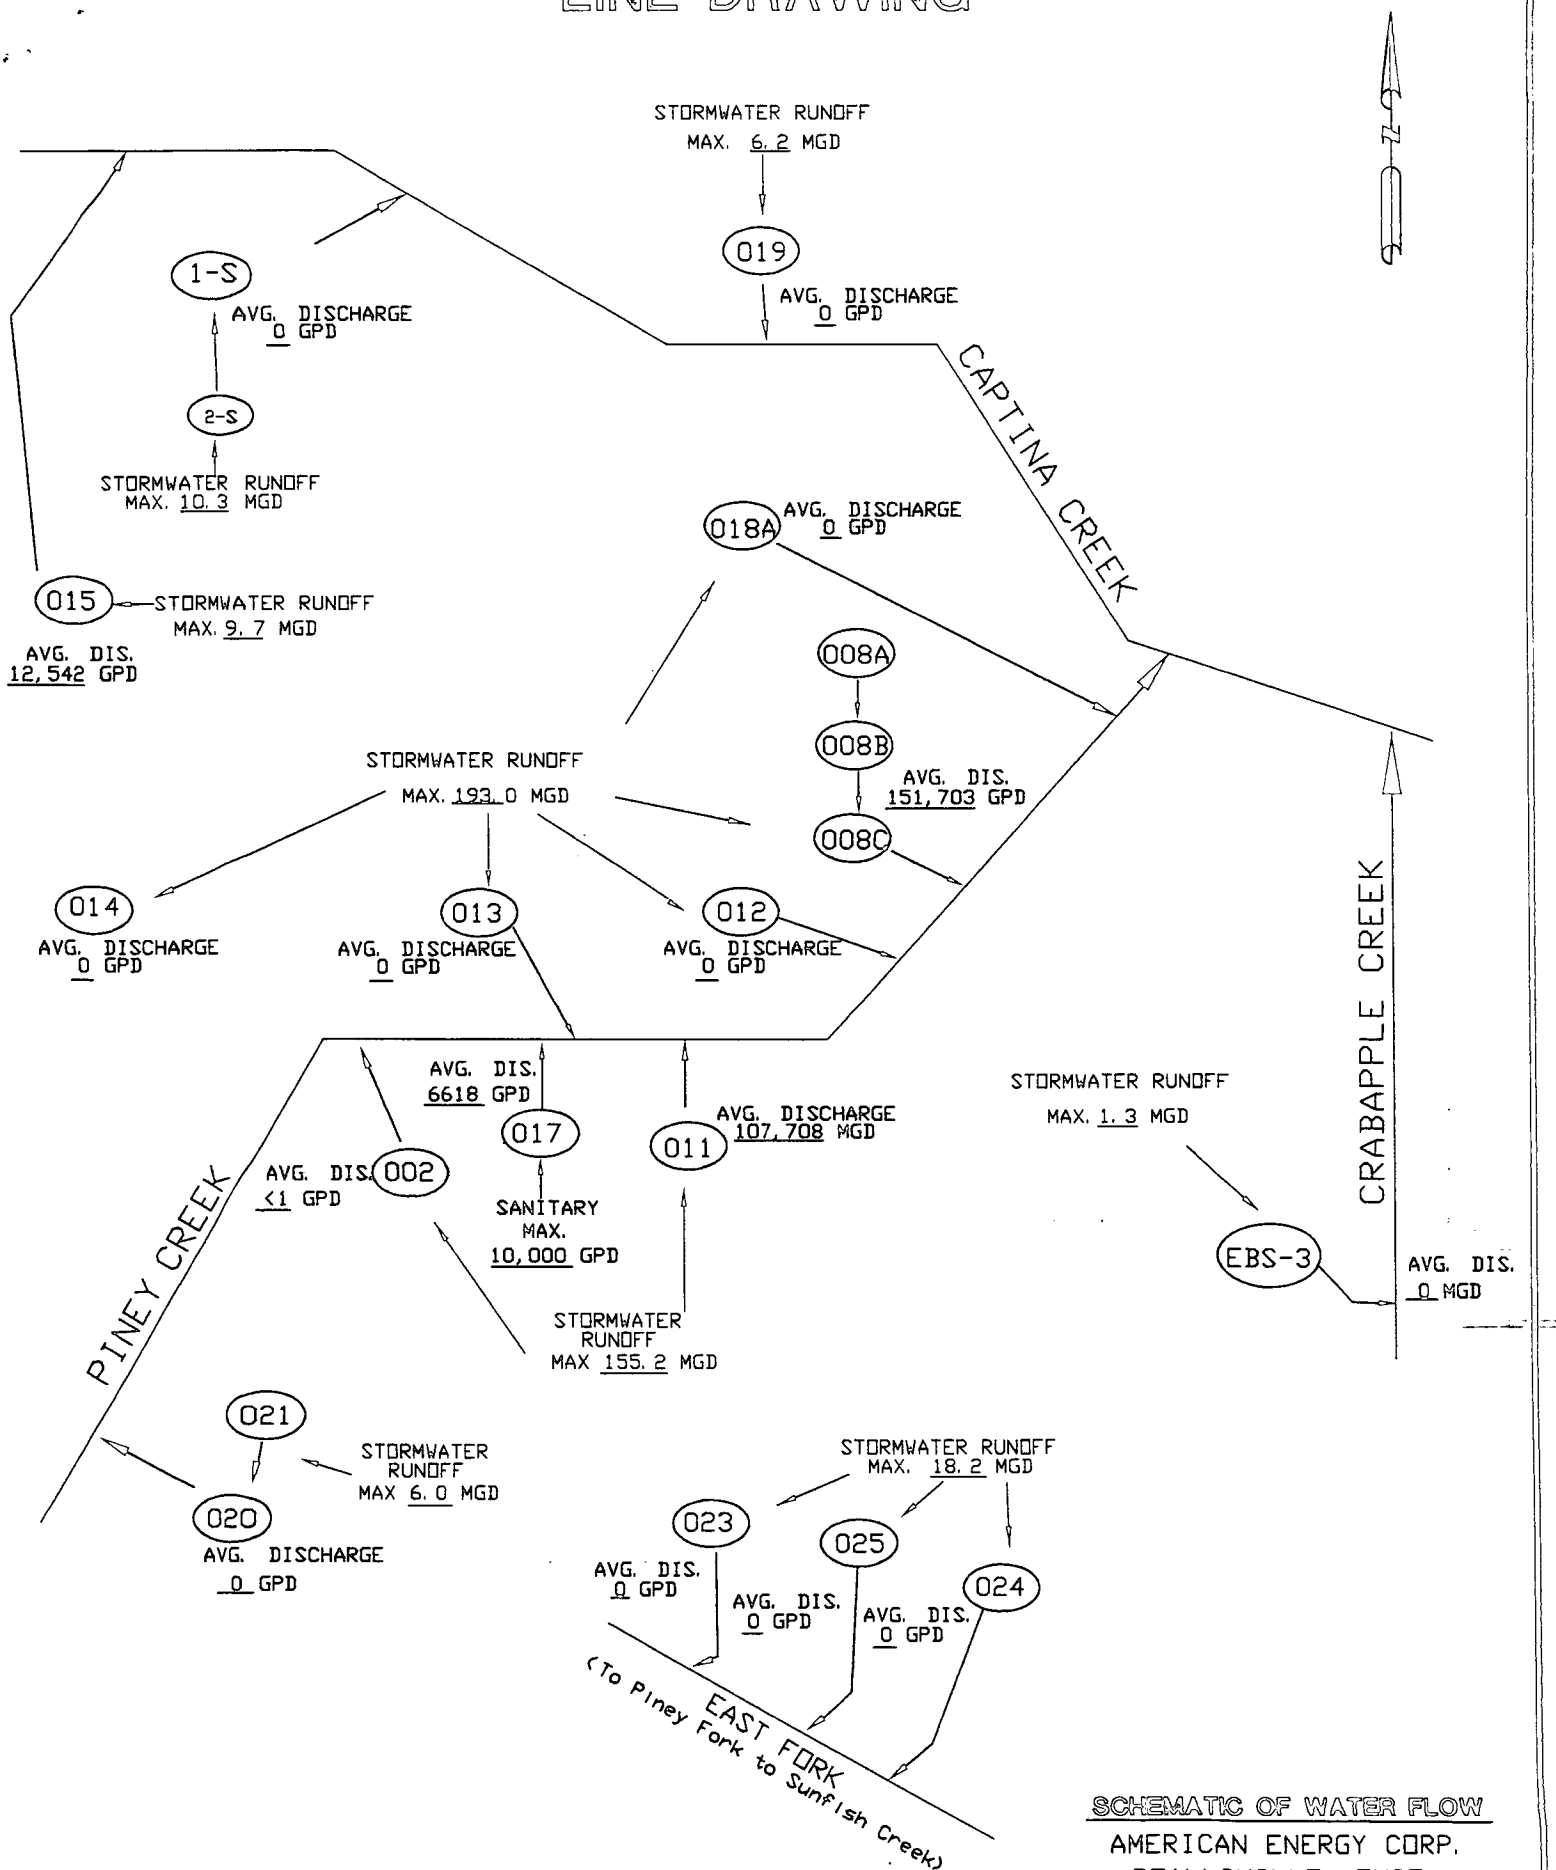 LINE DRAWING
STORMWATER RUNOFF
MAX. 6.2 MGD
N
019
AVG. DISCHARGE
0 GPD
1-S
AVG. DISCHARGE
0 GPD
2-S
STORMWATER RUNOFF
MAX. 10.3 MGD
CAPTINA CREEK
018A
AVG. DISCHARGE
0 GPD
015
STORMWATER RUNOFF
MAX. 9.7 MGD
AVG. DIS.
12,542 GPD
008A
008B
AVG. DIS.
151,703 GPD
008C
STORMWATER RUNOFF
MAX. 193.0 MGD
014
AVG. DISCHARGE
0 GPD
013
AVG. DISCHARGE
0 GPD
012
AVG. DISCHARGE
0 GPD
CRABAPPLE CREEK
AVG. DIS.
6618 GPD
017
SANITARY
MAX.
10,000 GPD
AVG. DISCHARGE
107,708 MGD
011
AVG. DIS.
<1 GPD
002
STORMWATER RUNOFF
MAX. 1.3 MGD
EBS-3
AVG. DIS.
0 MGD
PINEY CREEK
STORMWATER
RUNOFF
MAX 155.2 MGD
021
STORMWATER
RUNOFF
MAX 6.0 MGD
020
AVG. DISCHARGE
0 GPD
STORMWATER RUNOFF
MAX. 18.2 MGD
023
025
024
AVG. DIS.
0 GPD
AVG. DIS.
0 GPD
AVG. DIS.
0 GPD
EAST FORK
(To Piney Fork to Sunfish Creek)
SCHEMATIC OF WATER FLOW
AMERICAN ENERGY CORP.